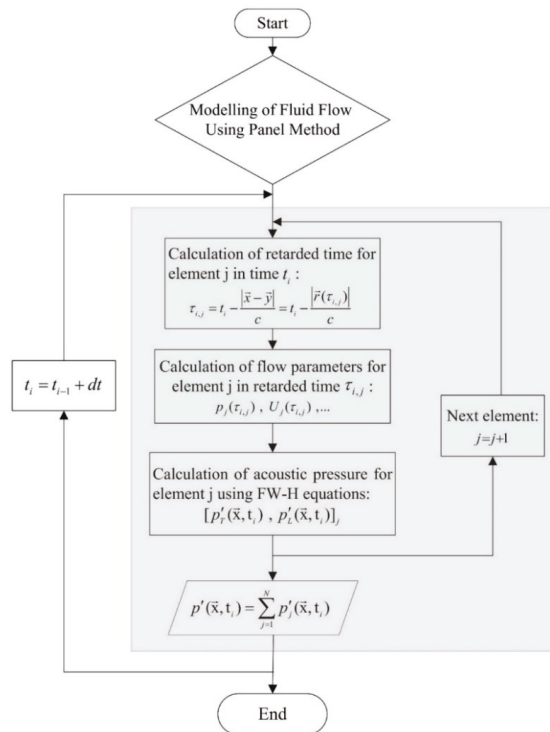 Start
Modelling of Fluid Flow
Using Panel Method
Calculation of retarded time for
element j in time t_i :
τ_{i,j} = t_i - |x⃗ - y⃗| / c = t_i - |r⃗(τ_{i,j})| / c
Calculation of flow parameters for
element j in retarded time τ_{i,j} :
p_j(τ_{i,j}) , U_j(τ_{i,j}) ,...
Calculation of acoustic pressure for
element j using FW-H equations:
[p'_T(x⃗,t_i) , p'_L(x⃗,t_i)]_j
t_i = t_{i-1} + dt
Next element:
j=j+1
p'(x⃗,t_i) = ∑_{j=1}^{N} p'_j(x⃗,t_i)
End